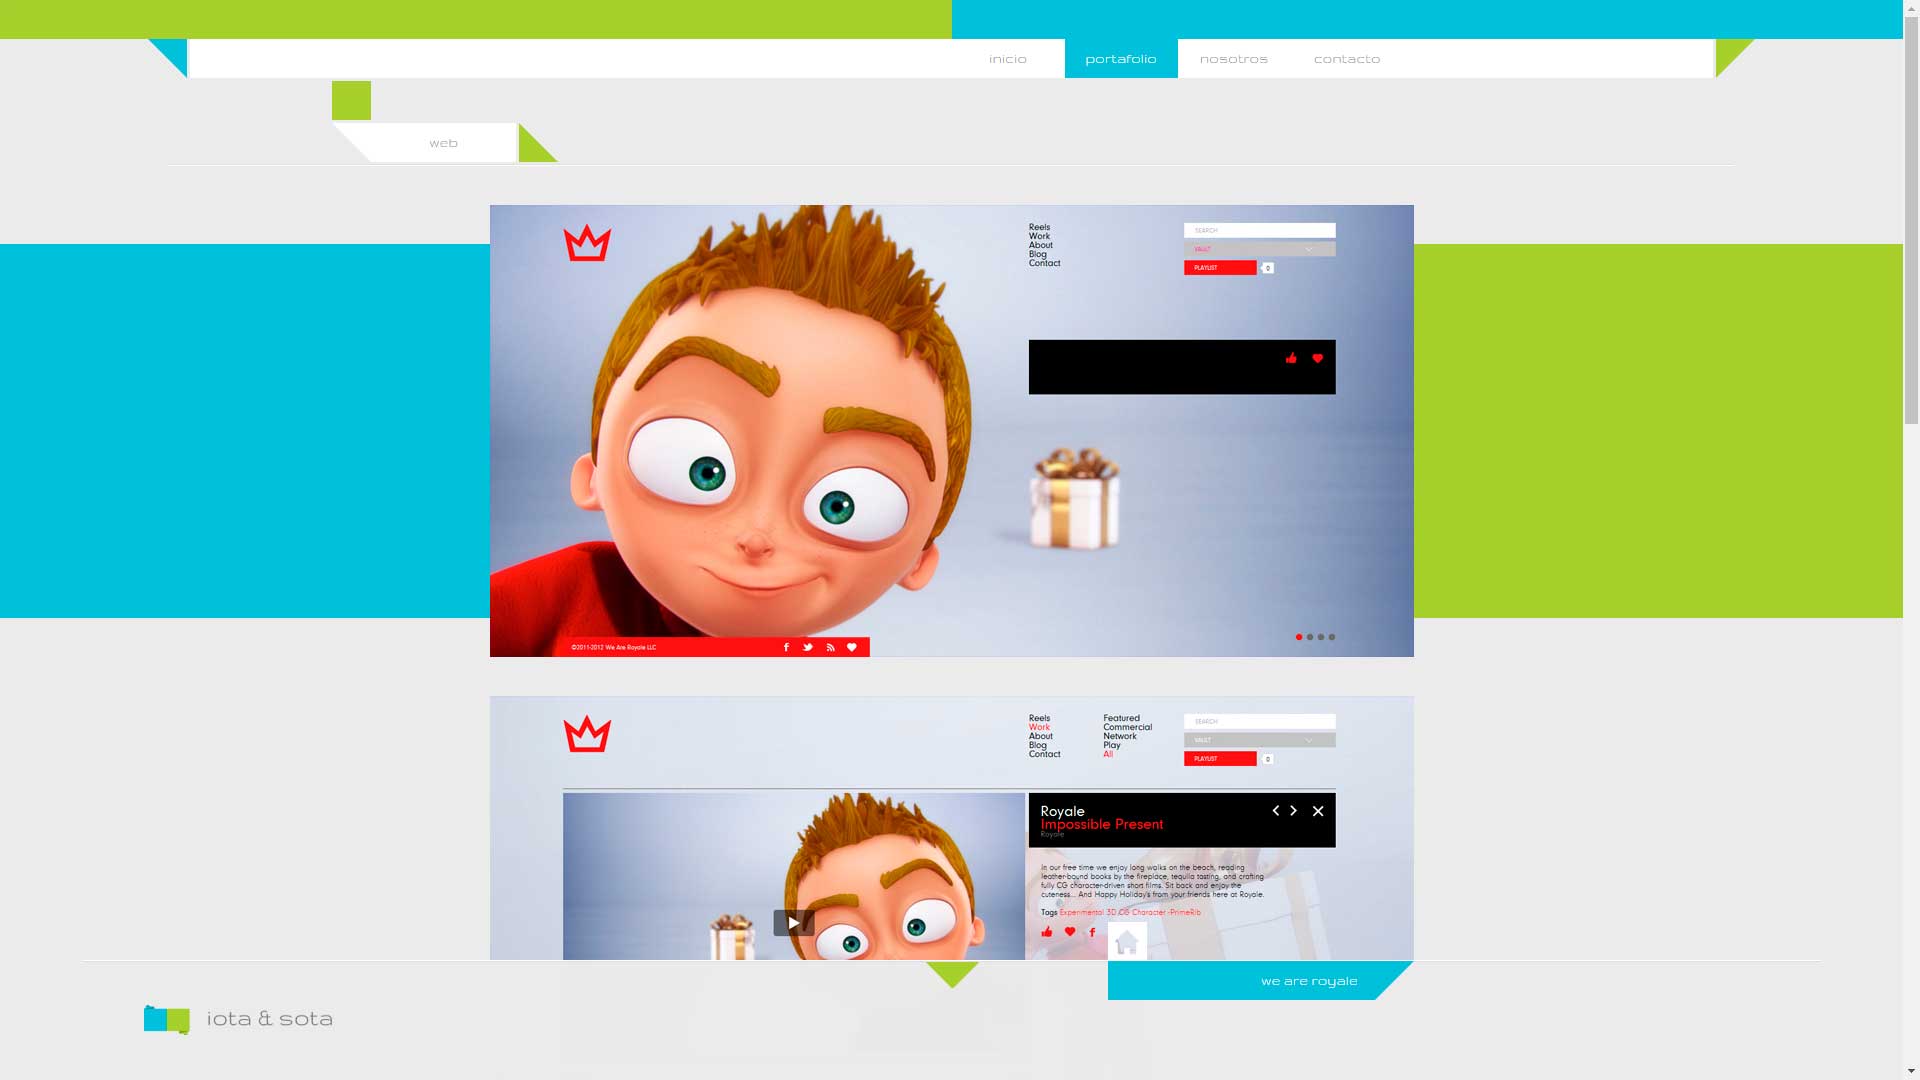 inicio
portafolio
nosotros
contacto
web
Reels
Work
About
Blog
Contact
SEARCH
VAULT
PLAYLIST
0
©2011-2012 We Are Royale LLC
Reels
Work
About
Blog
Contact
Featured
Commercial
Network
Play
All
SEARCH
VAULT
PLAYLIST
0
Royale
Impossible Present
Royale
In our free time we enjoy long walks on the beach, reading
leather-bound books by the fireplace, tequila tasting, and crafting
fully CG character-driven short films. Sit back and enjoy the
cuteness... And Happy Holiday's from your friends here at Royale.
Tags Experimental 3D CG Character -PrimeRib
we are royale
iota & sota